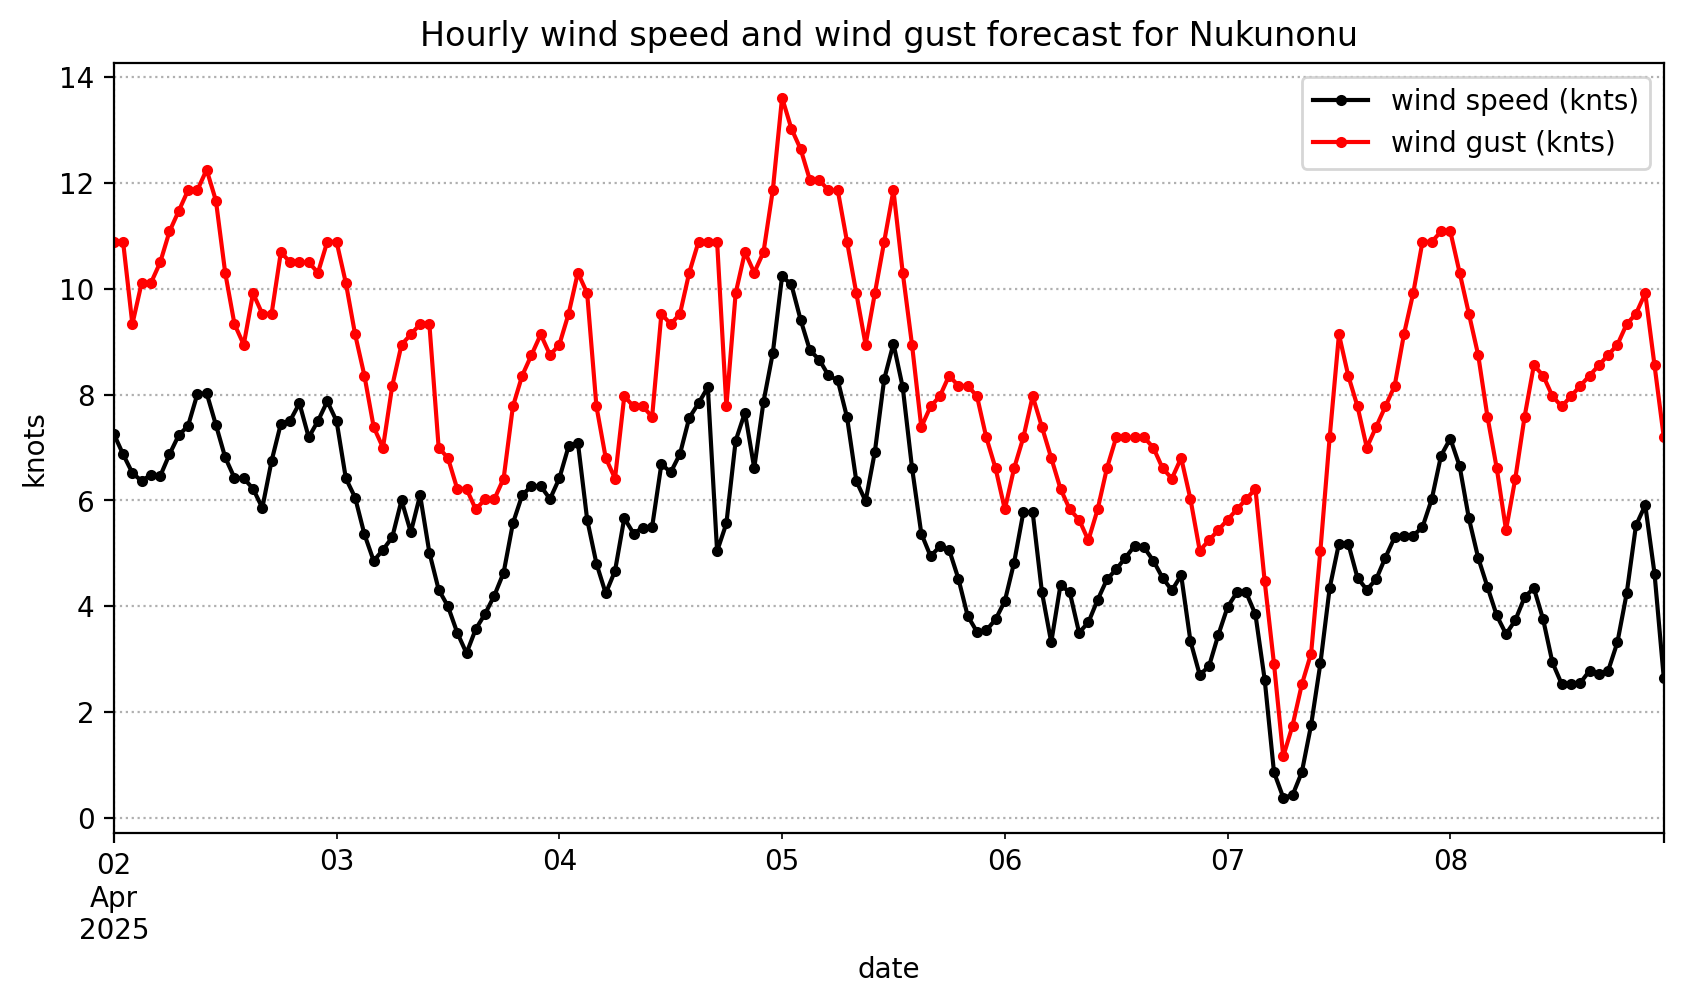 Hourly wind speed and wind gust forecast for Nukunonu
14
12
10
8
6
4
2
0
knots
wind speed (knts)
wind gust (knts)
02
Apr
2025
03
04
05
06
07
08
date